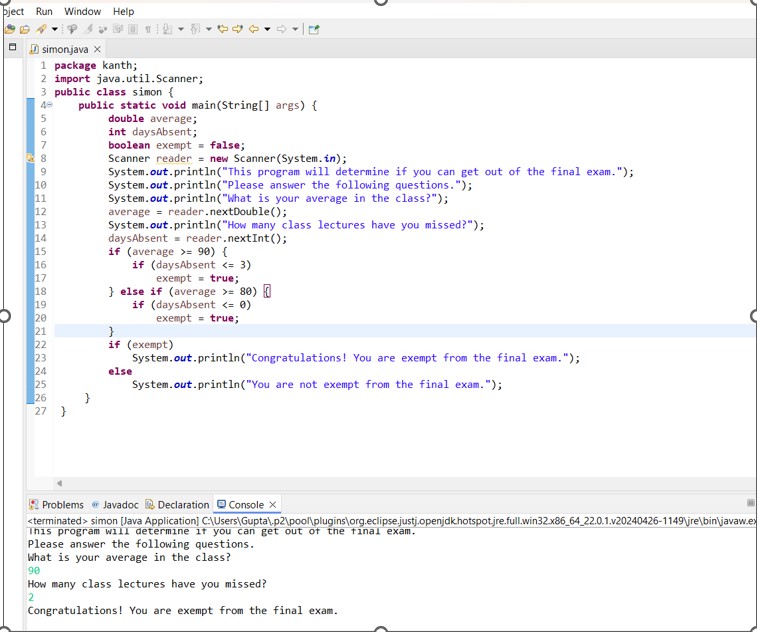 oject Run Window Help
simon.java
1 package kanth;
2 import java.util.Scanner;
3 public class simon {
4 public static void main(String[] args) {
5 double average;
6 int daysAbsent;
7 boolean exempt = false;
8 Scanner reader = new Scanner(System.in);
9 System.out.println("This program will determine if you can get out of the final exam.");
10 System.out.println("Please answer the following questions.");
11 System.out.println("What is your average in the class?");
12 average = reader.nextDouble();
13 System.out.println("How many class lectures have you missed?");
14 daysAbsent = reader.nextInt();
15 if (average >= 90) {
16 if (daysAbsent <= 3)
17 exempt = true;
18 } else if (average >= 80) {
19 if (daysAbsent <= 0)
20 exempt = true;
21 }
22 if (exempt)
23 System.out.println("Congratulations! You are exempt from the final exam.");
24 else
25 System.out.println("You are not exempt from the final exam.");
26 }
27 }
Problems Javadoc Declaration Console
<terminated> simon [Java Application] C:\Users\Gupta\.p2\pool\plugins\org.eclipse.justj.openjdk.hotspot.jre.full.win32.x86_64_22.0.1.v20240426-1149\jre\bin\javaw.ex
This program will determine if you can get out of the final exam.
Please answer the following questions.
What is your average in the class?
90
How many class lectures have you missed?
2
Congratulations! You are exempt from the final exam.